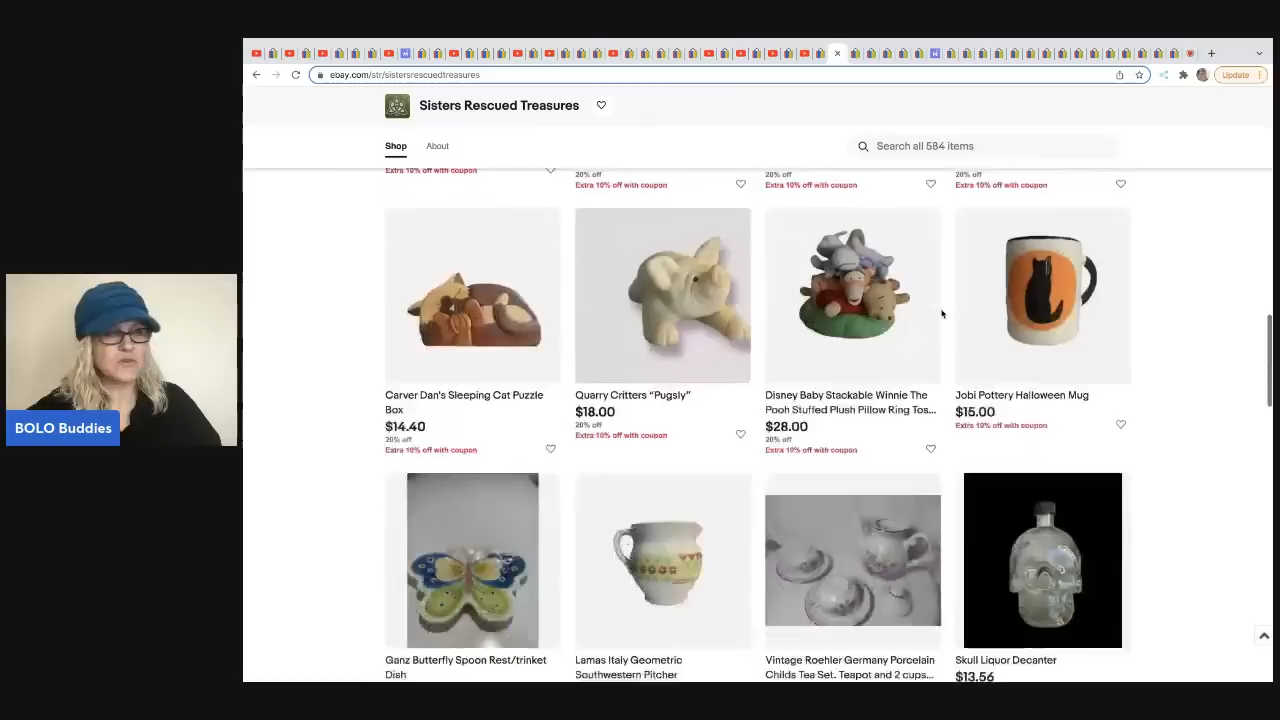 ebay.com/str/sistersrescuedtreasures
Update
Sisters Rescued Treasures
Shop
About
Search all 584 items
Extra 10% off with coupon
20% off
Extra 10% off with coupon
20% off
Extra 10% off with coupon
20% off
Extra 10% off with coupon
Carver Dan's Sleeping Cat Puzzle
Box
$14.40
20% off
Extra 10% off with coupon
Quarry Critters “Pugsly”
$18.00
20% off
Extra 10% off with coupon
Disney Baby Stackable Winnie The
Pooh Stuffed Plush Pillow Ring Tos...
$28.00
20% off
Extra 10% off with coupon
Jobi Pottery Halloween Mug
$15.00
Extra 10% off with coupon
BOLO Buddies
Ganz Butterfly Spoon Rest/trinket
Dish
Lamas Italy Geometric
Southwestern Pitcher
Vintage Roehler Germany Porcelain
Childs Tea Set. Teapot and 2 cups...
Skull Liquor Decanter
$13.56